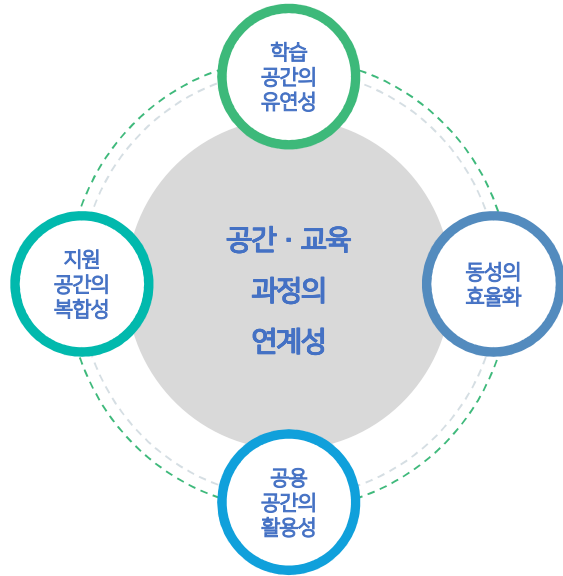 학습
공간의
유연성
지원
공간의
복합성
공간 · 교육
과정의
연계성
동성의
효율화
공용
공간의
활용성